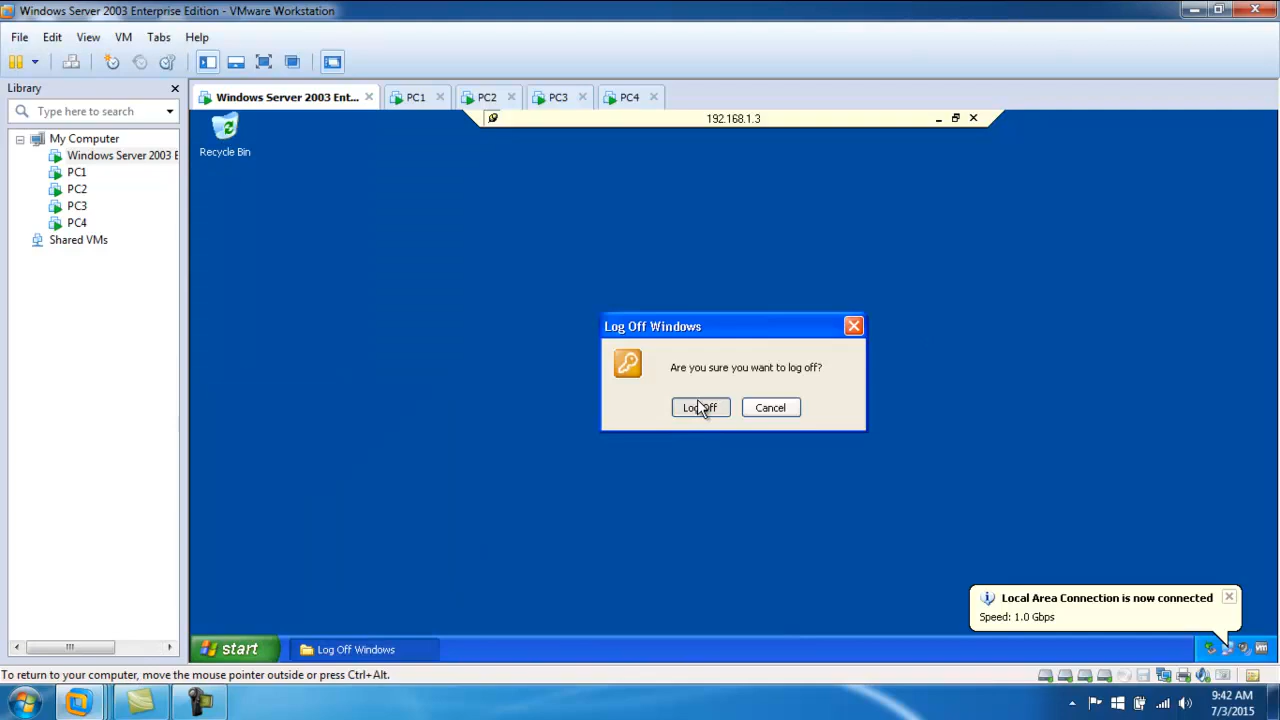 Windows Server 2003 Enterprise Edition - VMware Workstation
File Edit View VM Tabs Help
Library
Type here to search
My Computer
Windows Server 2003 E
PC1
PC2
PC3
PC4
Shared VMs
Windows Server 2003 Ent...
PC1
PC2
PC3
PC4
192.168.1.3
Recycle Bin
Log Off Windows
Are you sure you want to log off?
Log Off
Cancel
Local Area Connection is now connected
Speed: 1.0 Gbps
start
Log Off Windows
To return to your computer, move the mouse pointer outside or press Ctrl+Alt.
9:42 AM
7/3/2015